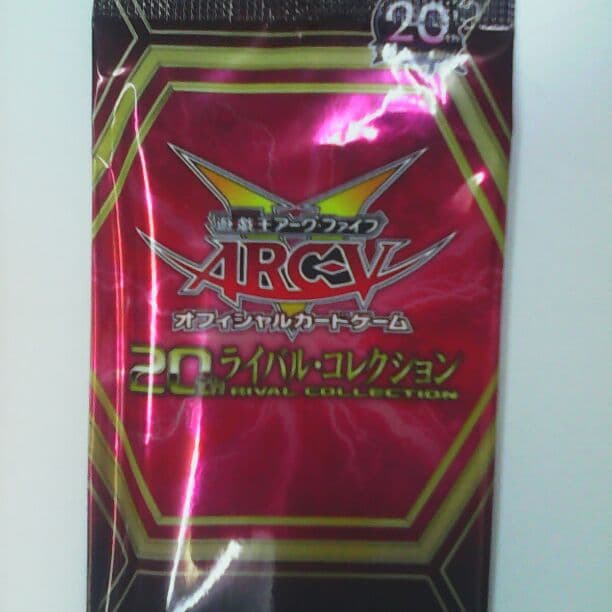 20TH
遊戯王アーク・ファイブ
ARC-V
オフィシャルカードゲーム
20th ライバル・コレクション
RIVAL COLLECTION